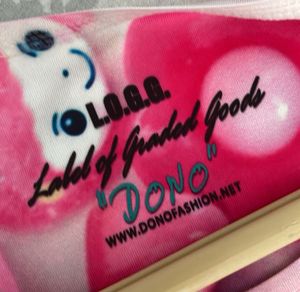 L.O.G.G.
Label of Graded Goods
"DONO"
WWW.DONOFASHION.NET